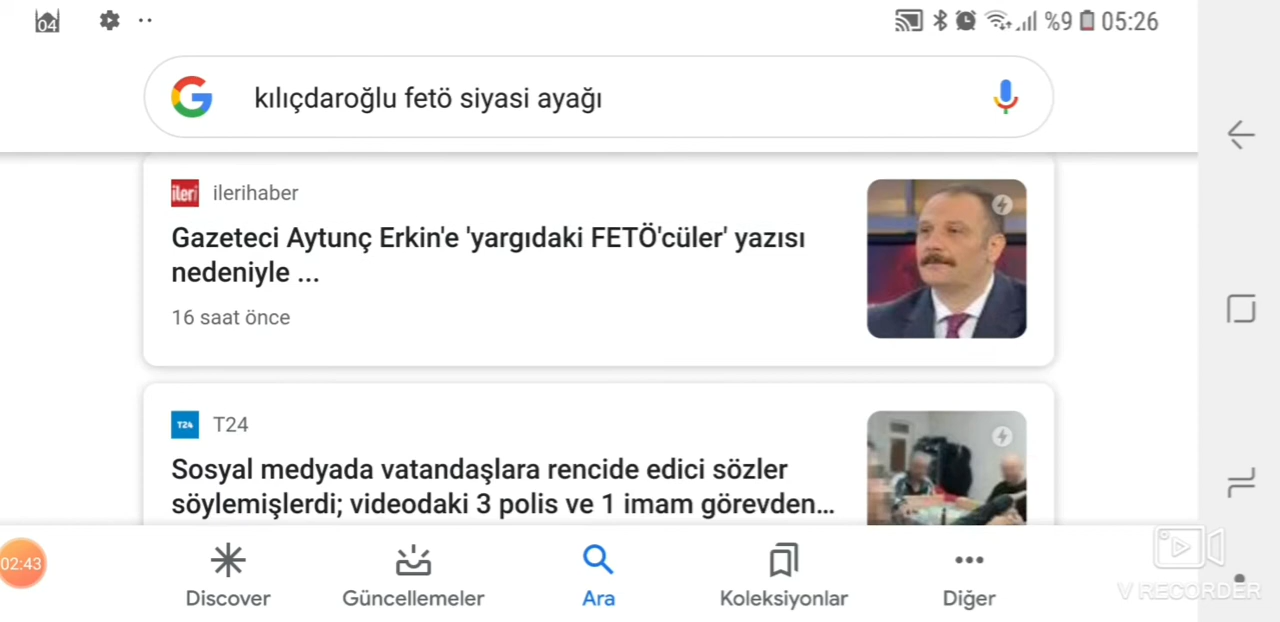 04
%9 05:26
kılıçdaroğlu fetö siyasi ayağı
ileri ilerihaber
Gazeteci Aytunç Erkin'e 'yargıdaki FETÖ'cüler' yazısı
nedeniyle ...
16 saat önce
T24 T24
Sosyal medyada vatandaşlara rencide edici sözler
söylemişlerdi; videodaki 3 polis ve 1 imam görevden...
02:43
Discover Güncellemeler Ara Koleksiyonlar Diğer
V RECORDER